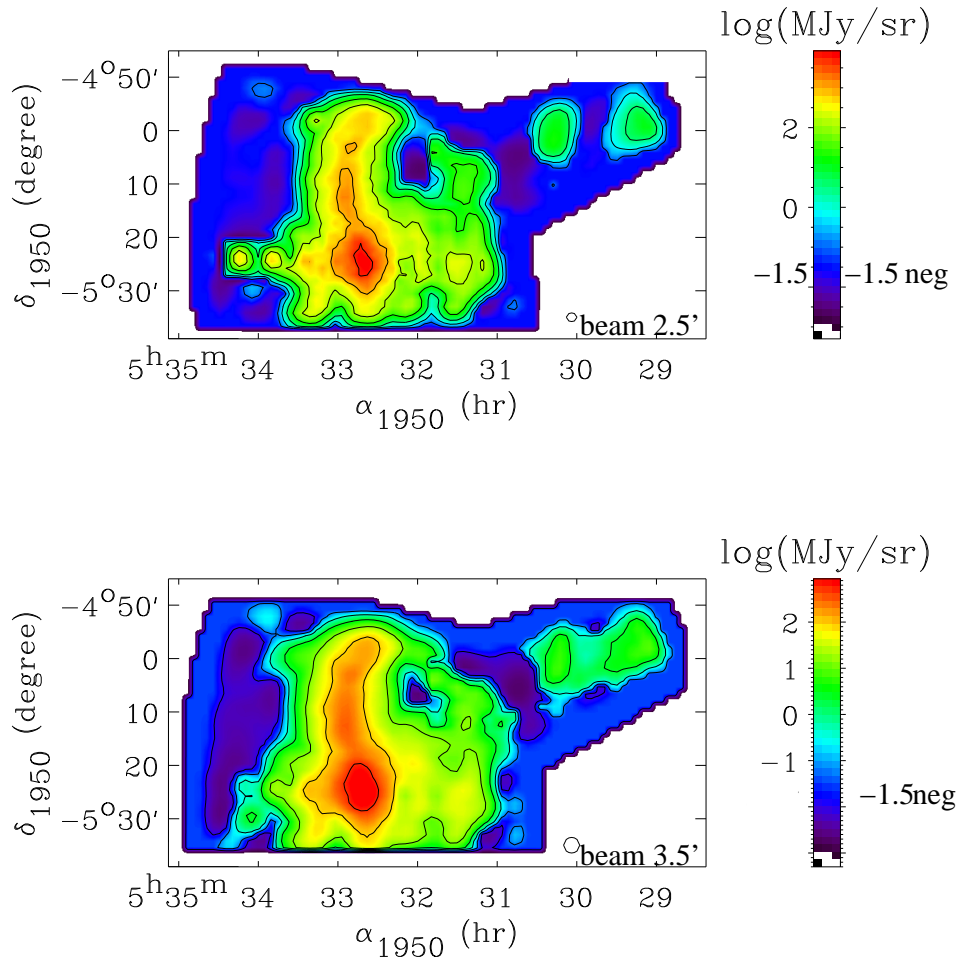 log(MJy/sr)
−4°50′
0
10
20
−5°30′
δ1950 (degree)
2
0
−1.5
−1.5 neg
beam 2.5'
5h35m 34 33 32 31 30 29
α1950 (hr)
log(MJy/sr)
−4°50′
0
10
20
−5°30′
δ1950 (degree)
2
1
0
−1
−1.5neg
beam 3.5'
5h35m 34 33 32 31 30 29
α1950 (hr)